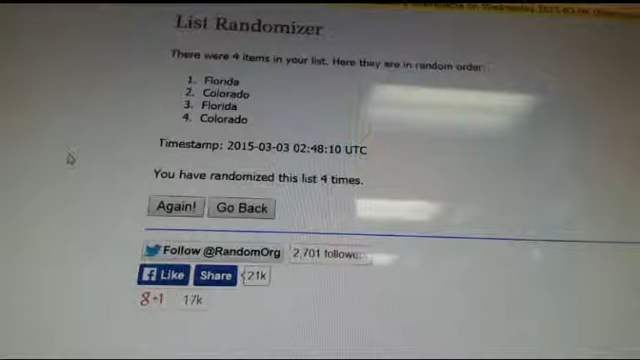 List Randomizer
There were 4 items in your list. Here they are in random order:
1. Florida
2. Colorado
3. Florida
4. Colorado
Timestamp: 2015-03-03 02:48:10 UTC
You have randomized this list 4 times.
Again! Go Back
Follow @RandomOrg 2,701 followers
Like Share 21k
g+1 17k